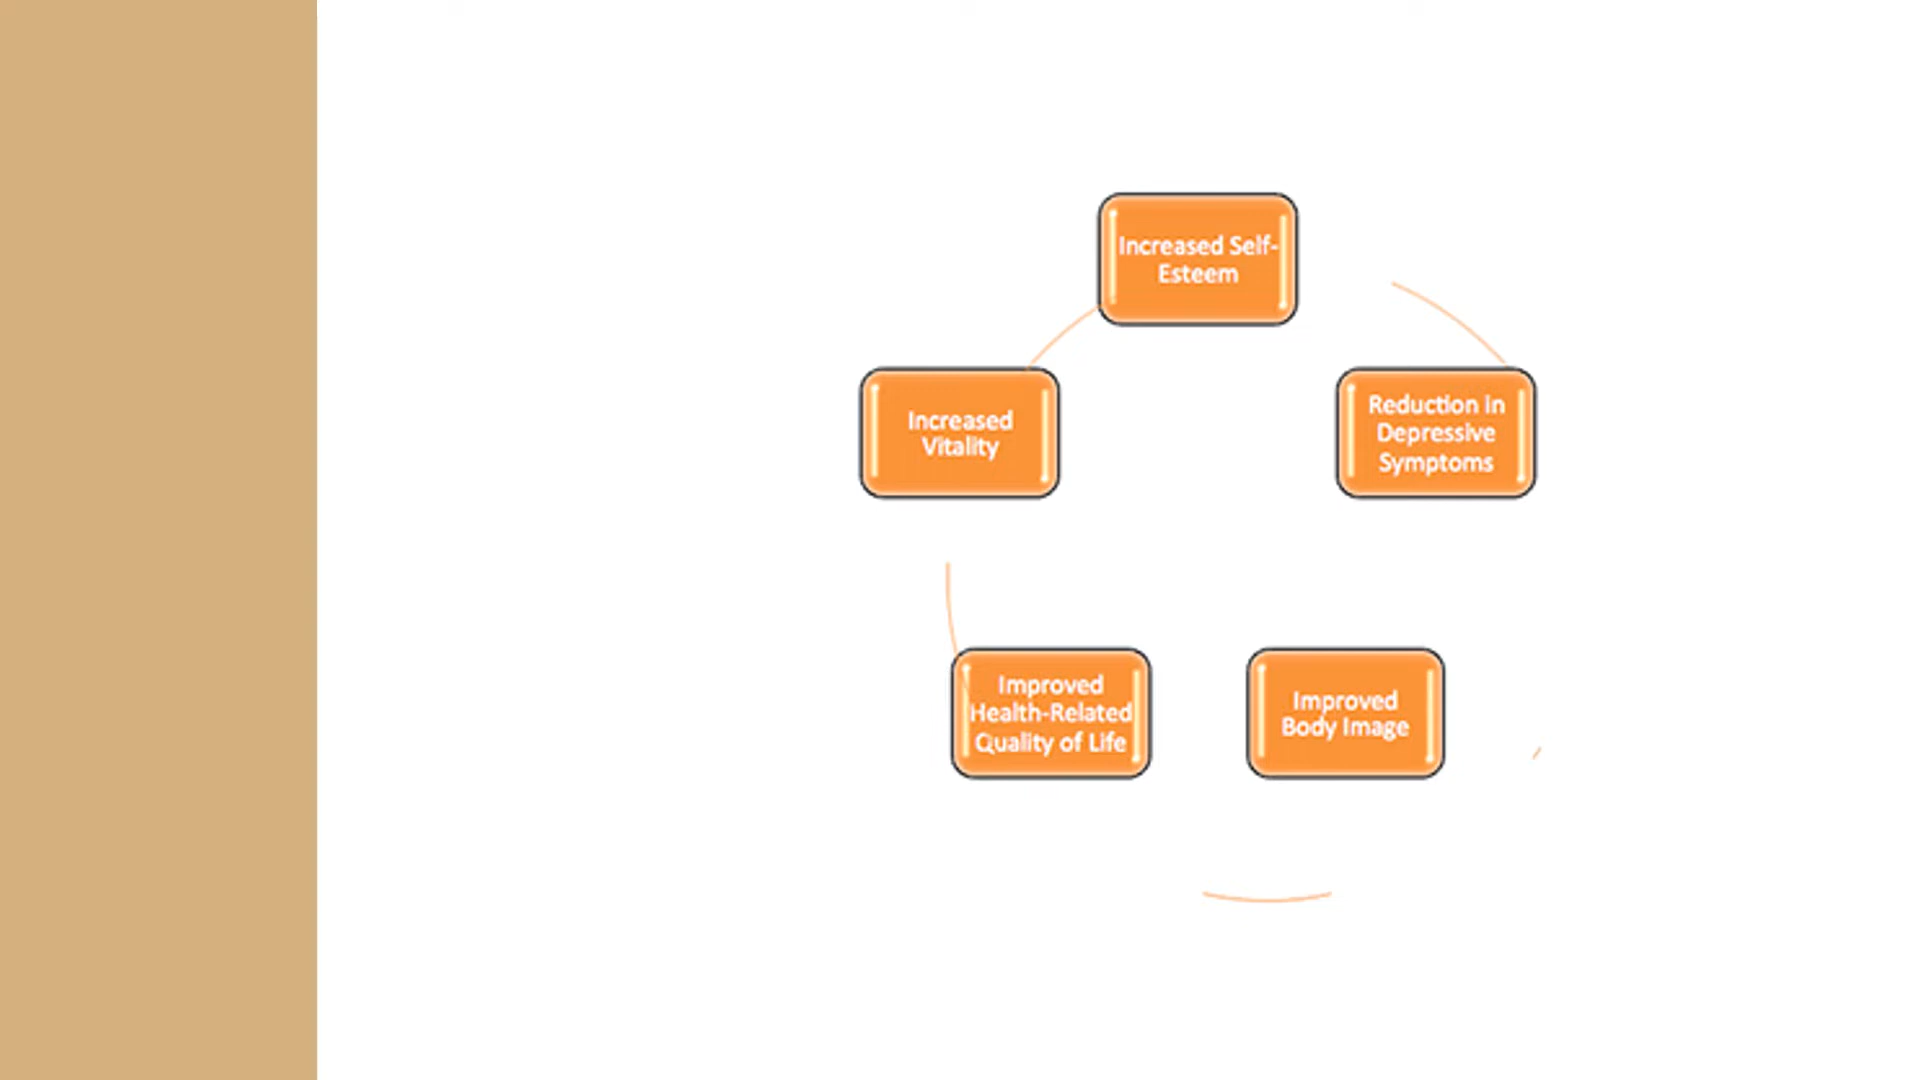 Increased Self-
Esteem
Reduction in
Depressive
Symptoms
Improved
Body Image
Improved
Health-Related
Quality of Life
Increased
Vitality